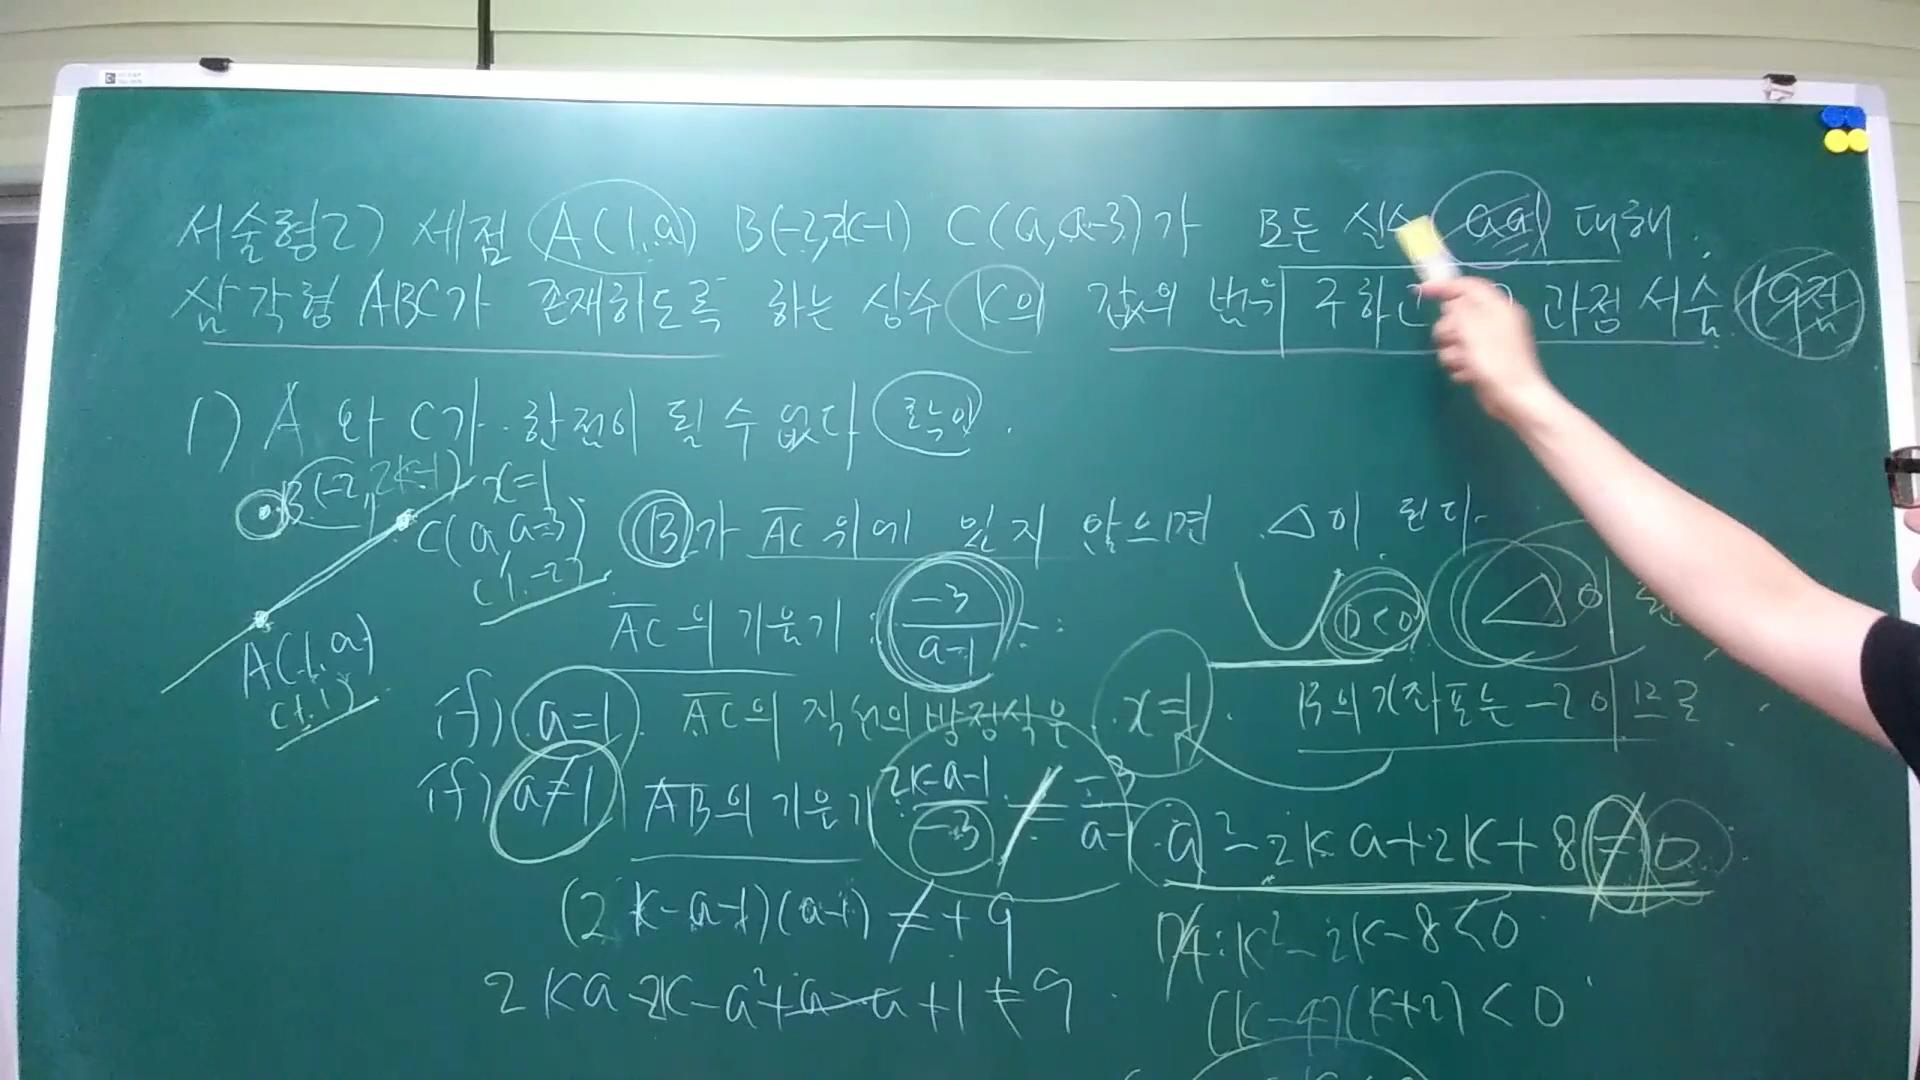 서술형2) 세점 A(1,a) B(-2,2k-1) C(a,a-3)가 모든 실수 a에 대해.
삼각형 ABC가 존재하도록 하는 상수 K의 값의 범위 구하고 과정 서술 (9점)
1) A 와 C가 한점이 될 수 없다 확인.
B(-2,2k-1) x=1
C(a,a-3)
C(1,-2)
A(1,a)
(1,1)
B가 AC위에 있지 않으면 △이 된다.
AC의 기울기 : -3/(a-1)
D<0 △이
if) a=1 AC의 직선의 방정식은 x=1. B의 x좌표는 -2이므로
if) a≠1 AB의 기울기 (2k-a-1)/-3 ≠ -3/(a-1)
a²-2ka+2k+8≠0
(2k-a-1)(a-1)≠+9
D/4:k²-2k-8<0
2ka-2k-a²+a-a+1≠9.
(k-4)(k+2)<0